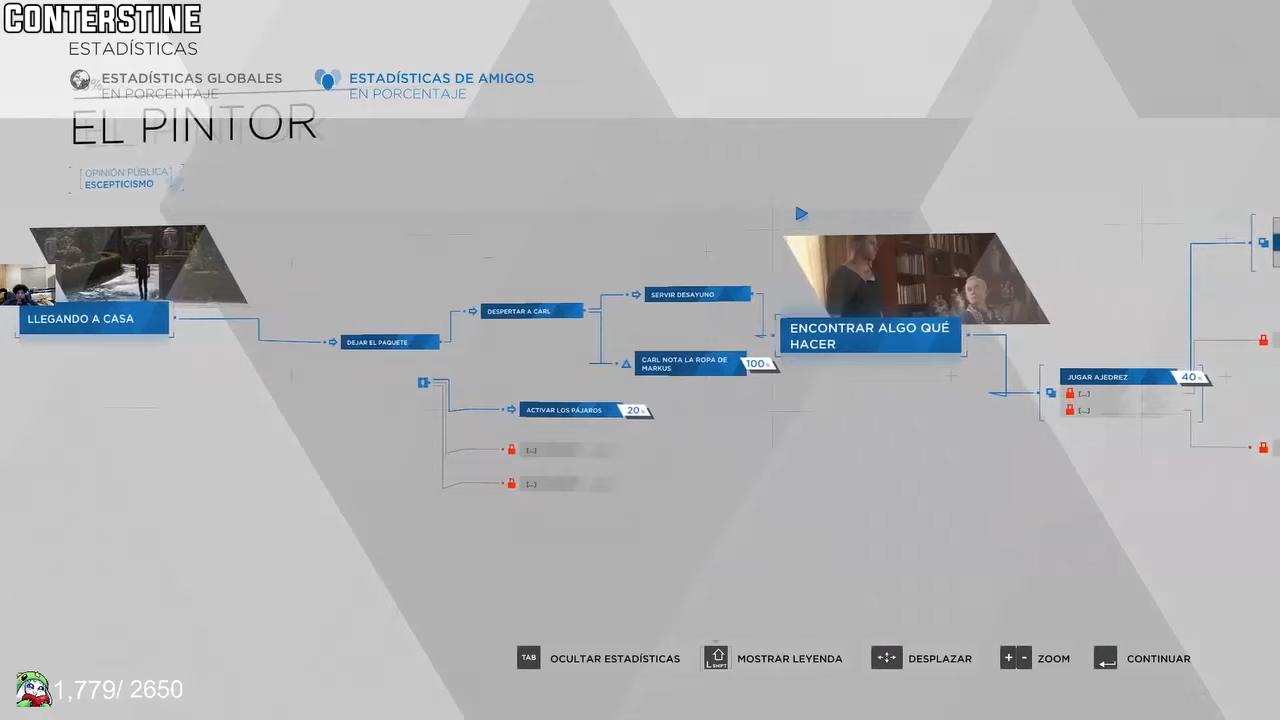 CONTERSTINE
ESTADÍSTICAS
ESTADÍSTICAS GLOBALES
EN PORCENTAJE
ESTADÍSTICAS DE AMIGOS
EN PORCENTAJE
EL PINTOR
OPINIÓN PÚBLICA
ESCEPTICISMO
LLEGANDO A CASA
DEJAR EL PAQUETE
DESPERTAR A CARL
SERVIR DESAYUNO
CARL NOTA LA ROPA DE
MARKUS
100%
ACTIVAR LOS PÁJAROS 20%
[...]
[...]
ENCONTRAR ALGO QUÉ
HACER
JUGAR AJEDREZ 40%
[...]
[...]
TAB OCULTAR ESTADÍSTICAS
L SHIFT MOSTRAR LEYENDA
DESPLAZAR
+ - ZOOM
CONTINUAR
1,779/ 2650